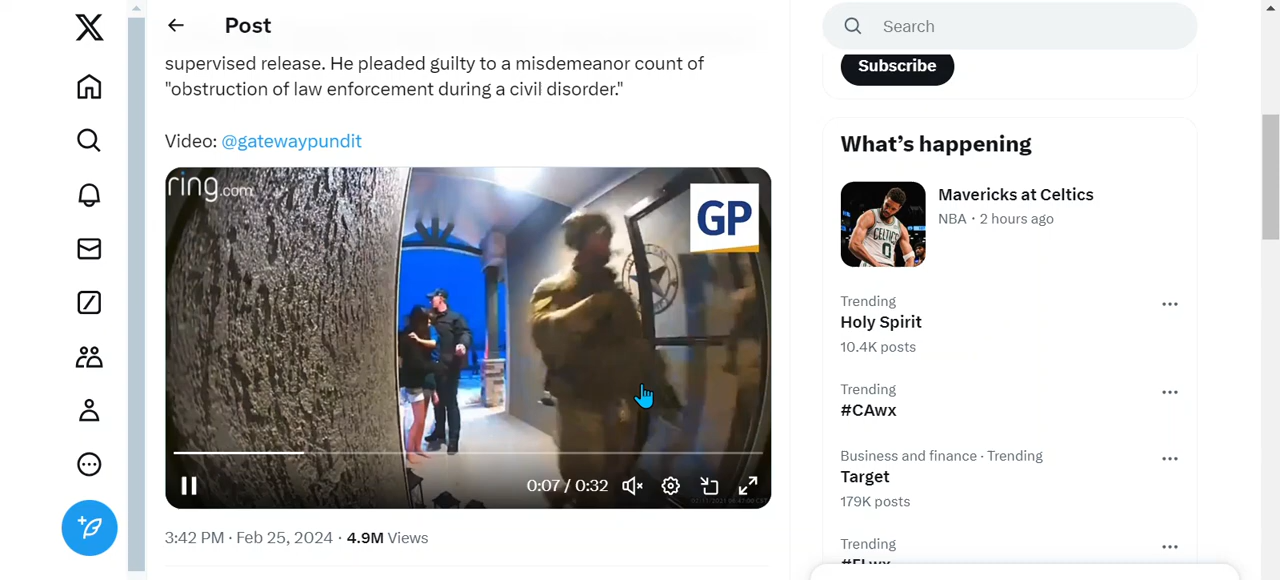 Post
supervised release. He pleaded guilty to a misdemeanor count of
"obstruction of law enforcement during a civil disorder."
Video: @gatewaypundit
ring.com
GP
0:07 / 0:32
3:42 PM · Feb 25, 2024 · 4.9M Views
Search
Subscribe
What's happening
Mavericks at Celtics
NBA · 2 hours ago
Trending
Holy Spirit
10.4K posts
Trending
#CAwx
Business and finance · Trending
Target
179K posts
Trending
#FLwx